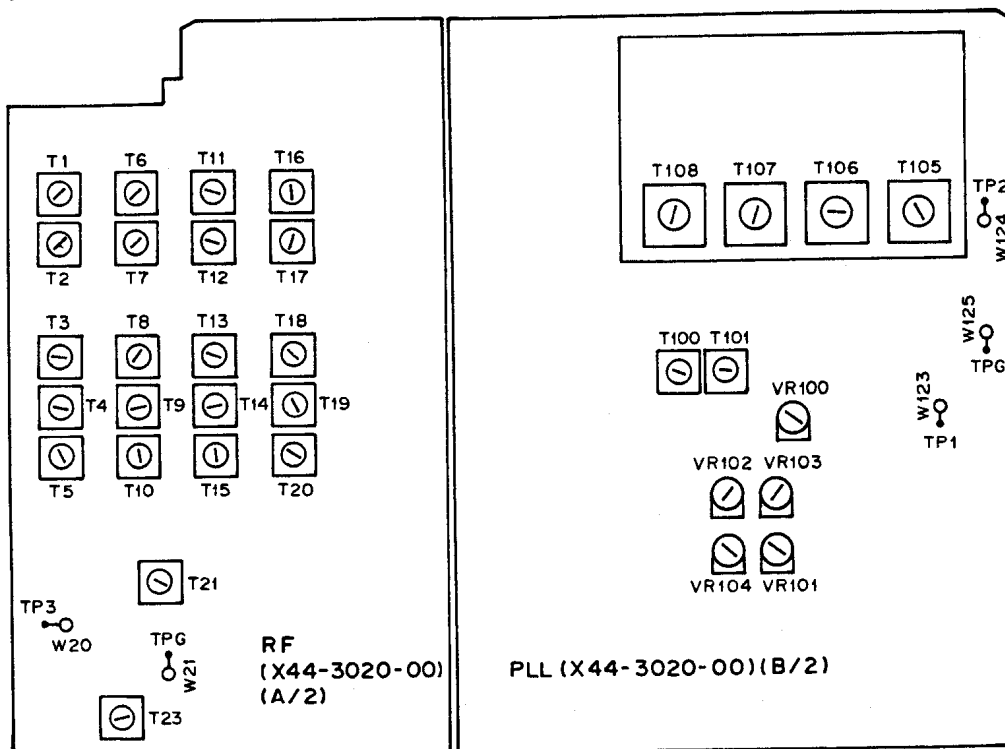 T1 T6 T11 T16
T2 T7 T12 T17
T3 T8 T13 T18
T4 T9 T14 T19
T5 T10 T15 T20
T21
TP3
W20
TPG
W21
T23
RF
(X44-3020-00)
(A/2)
T108 T107 T106 T105
TP2
W124
W125
TPG
T100 T101
W123
TP1
VR100
VR102 VR103
VR104 VR101
PLL (X44-3020-00)(B/2)